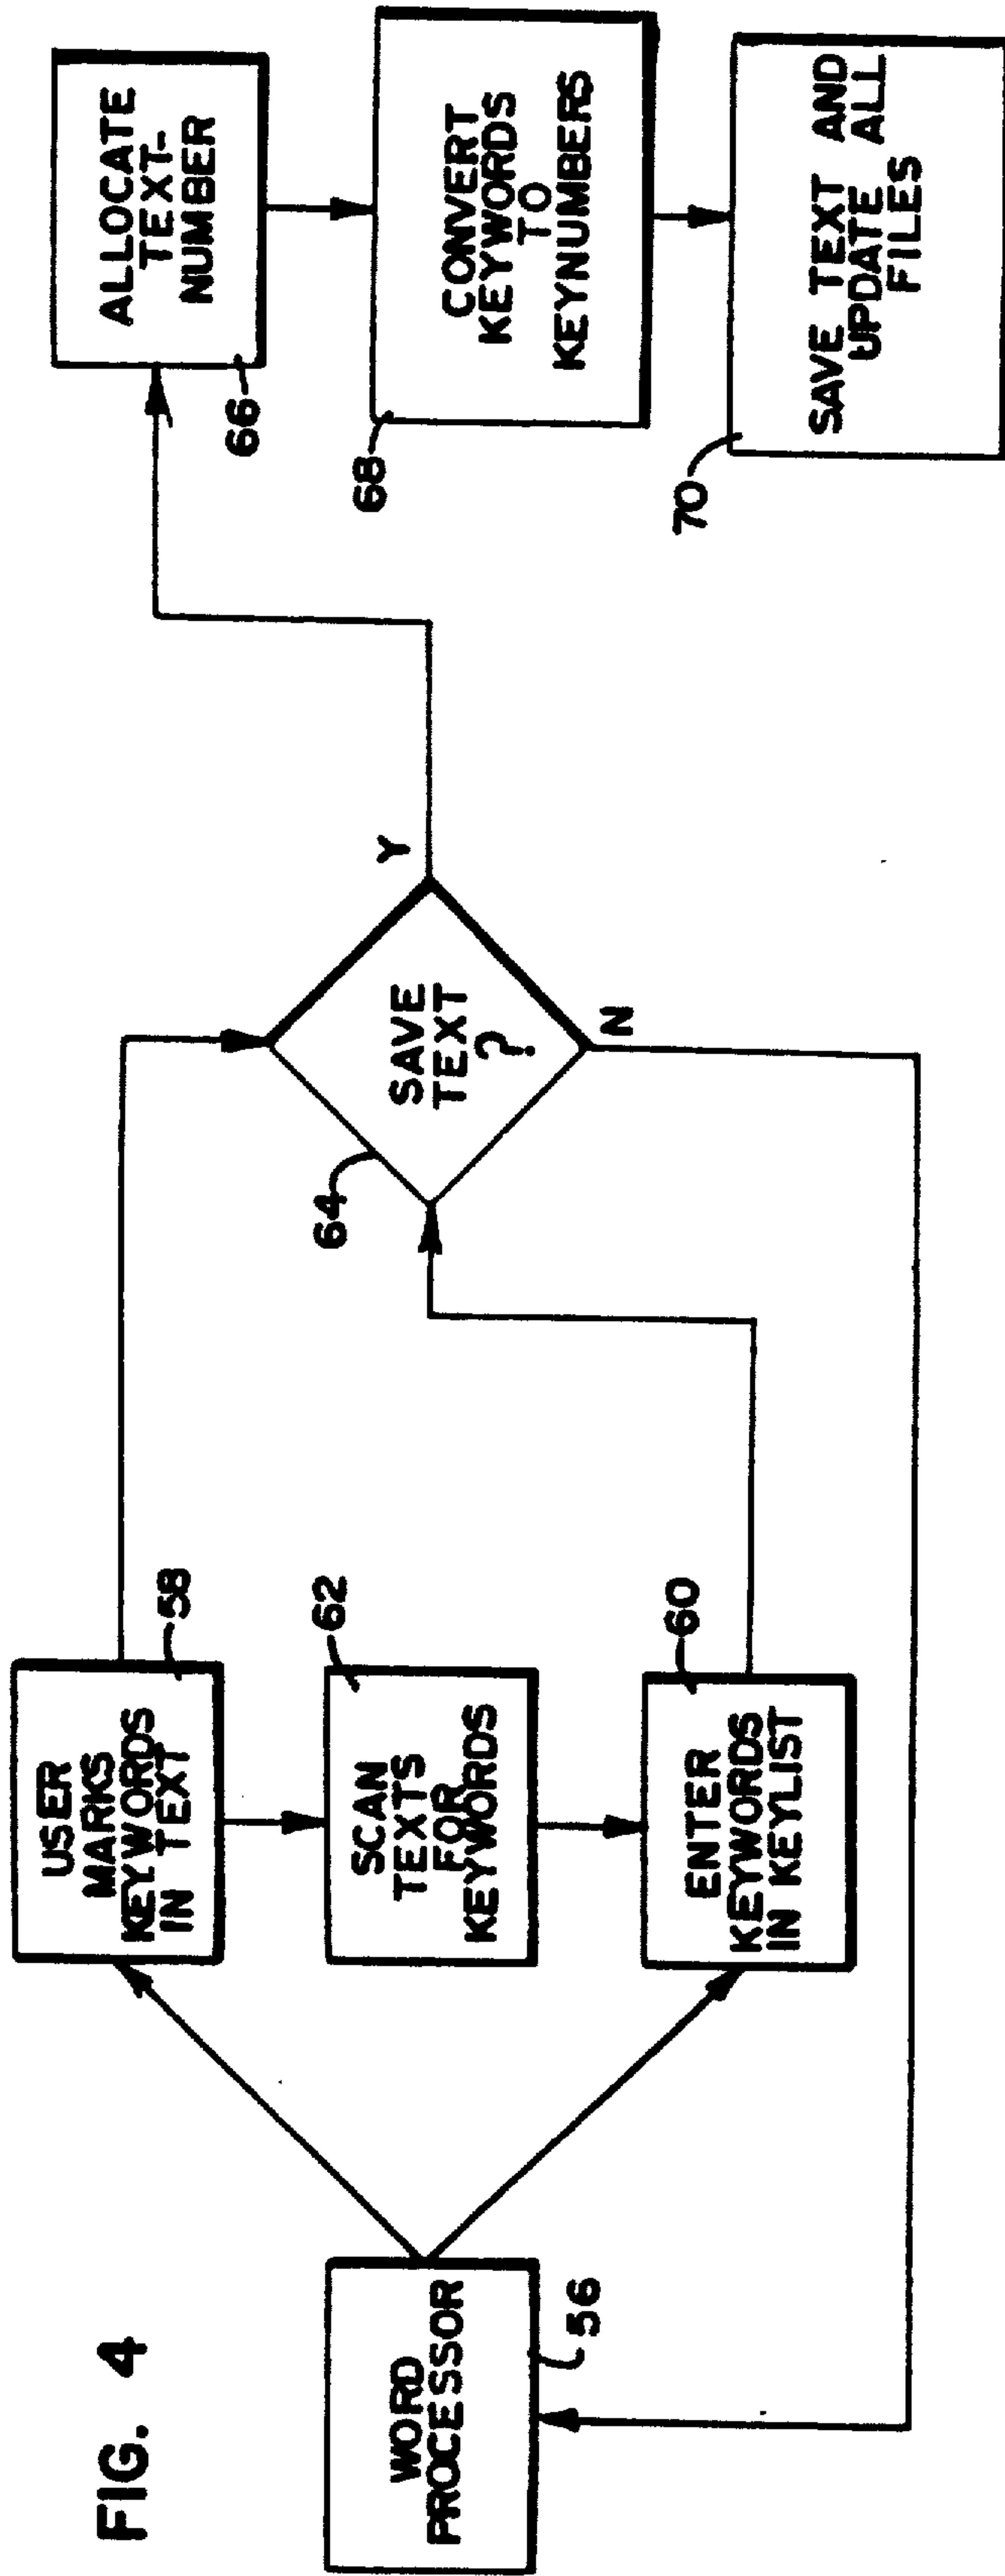 FIG. 4
WORD
PROCESSOR
56
USER
MARKS
KEYWORDS
IN TEXT
58
SCAN
TEXTS
FOR
KEYWORDS
62
ENTER
KEYWORDS
IN KEYLIST
60
SAVE
TEXT
?
64
Y
N
ALLOCATE
TEXT-
NUMBER
66
CONVERT
KEYWORDS
TO
KEYNUMBERS
68
SAVE TEXT AND
UPDATE ALL
FILES
70